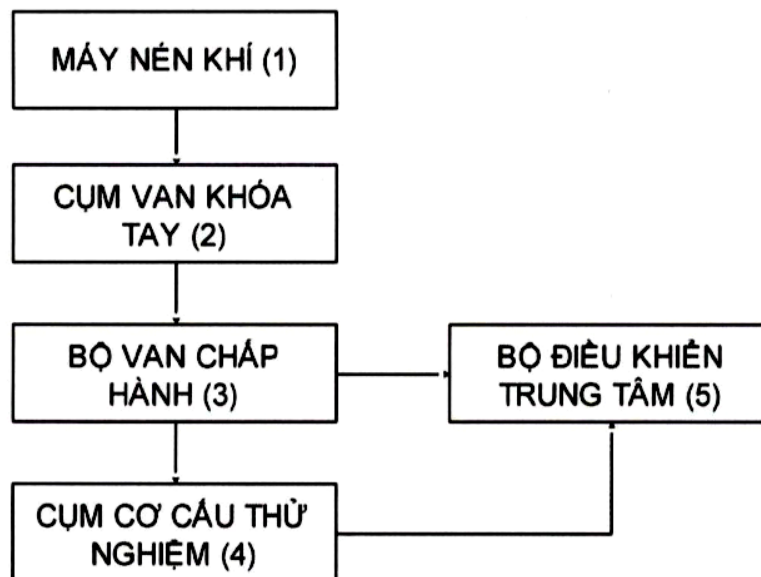 MÁY NÉN KHÍ (1)
CỤM VAN KHÓA
TAY (2)
BỘ VAN CHẤP
HÀNH (3)
BỘ ĐIỀU KHIỂN
TRUNG TÂM (5)
CỤM CƠ CẤU THỬ
NGHIỆM (4)